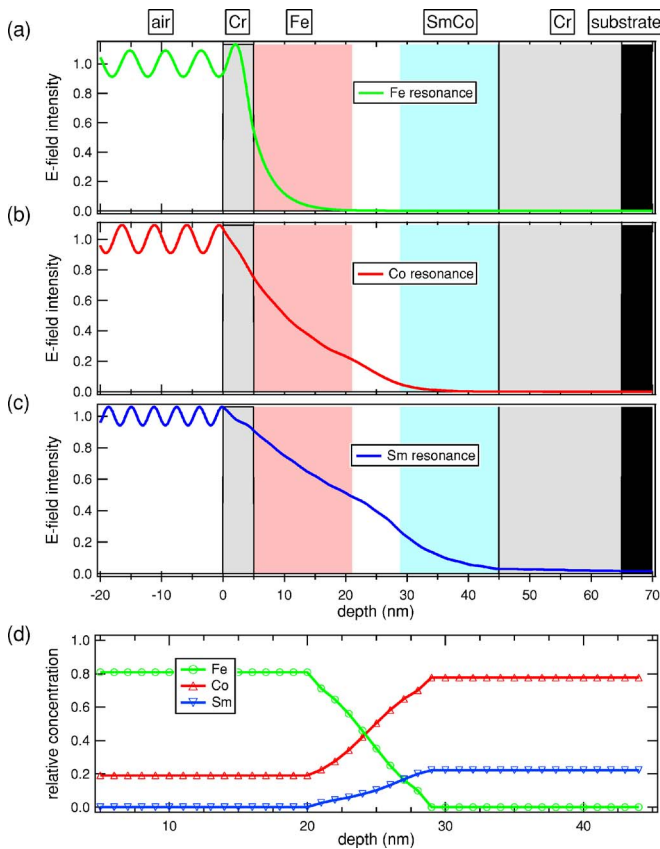 air Cr Fe SmCo Cr substrate
(a)
E-field intensity
1.0
0.8
0.6
0.4
0.2
0.0
Fe resonance
(b)
E-field intensity
1.0
0.8
0.6
0.4
0.2
0.0
Co resonance
(c)
E-field intensity
1.0
0.8
0.6
0.4
0.2
0.0
Sm resonance
-20 -10 0 10 20 30 40 50 60 70
depth (nm)
(d)
relative concentration
1.0
0.8
0.6
0.4
0.2
0.0
Fe
Co
Sm
10 20 30 40
depth (nm)